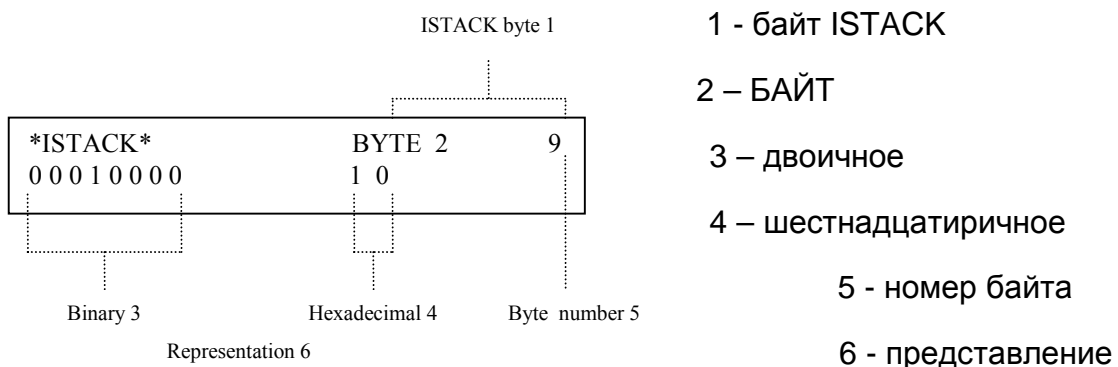 ISTACK byte 1
*ISTACK* BYTE 2 9
0 0 0 1 0 0 0 0 1 0
Binary 3 Hexadecimal 4 Byte number 5
Representation 6
1 - байт ISTACK
2 – БАЙТ
3 – двоичное
4 – шестнадцатиричное
5 - номер байта
6 - представление